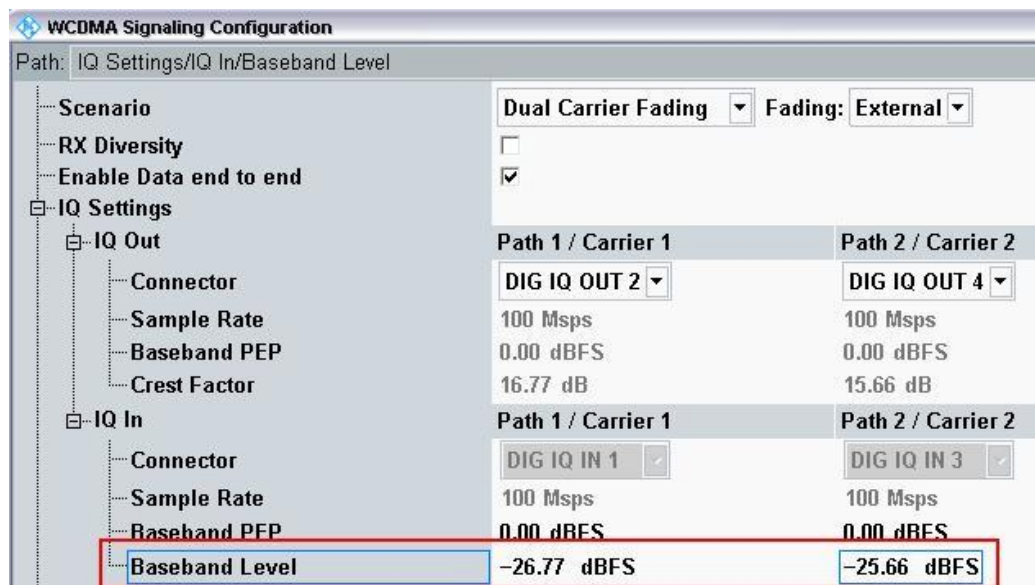 WCDMA Signaling Configuration
Path: IQ Settings/IQ In/Baseband Level
Scenario Dual Carrier Fading Fading: External
RX Diversity
Enable Data end to end
IQ Settings
IQ Out Path 1 / Carrier 1 Path 2 / Carrier 2
Connector DIG IQ OUT 2 DIG IQ OUT 4
Sample Rate 100 Msps 100 Msps
Baseband PEP 0.00 dBFS 0.00 dBFS
Crest Factor 16.77 dB 15.66 dB
IQ In Path 1 / Carrier 1 Path 2 / Carrier 2
Connector DIG IQ IN 1 DIG IQ IN 3
Sample Rate 100 Msps 100 Msps
Baseband PEP 0.00 dBFS 0.00 dBFS
Baseband Level −26.77 dBFS −25.66 dBFS